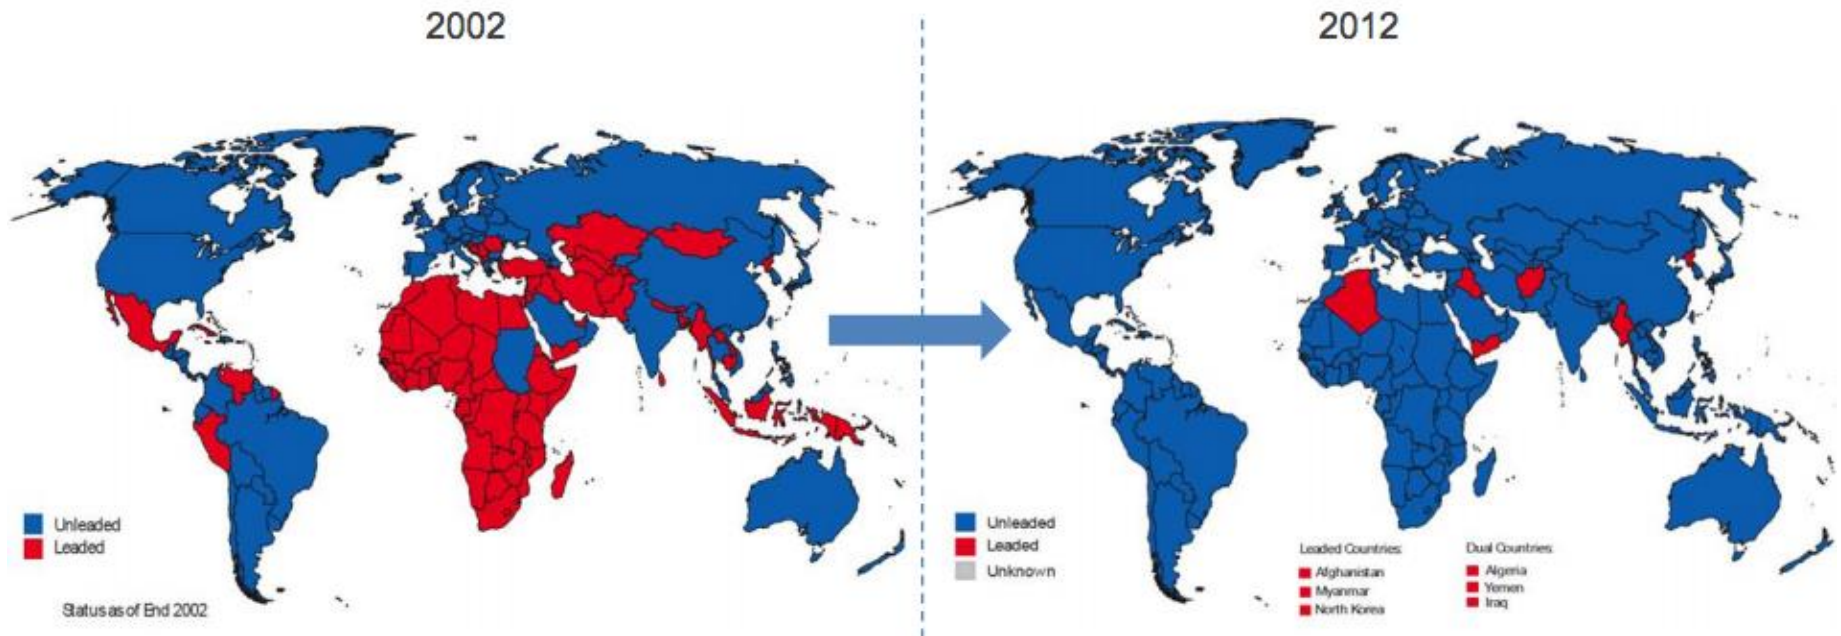 2002
Unleaded
Leaded
Status as of End 2002
2012
Unleaded
Leaded
Unknown
Leaded Countries:
Afghanistan
Myanmar
North Korea
Dual Countries:
Algeria
Yemen
Iraq